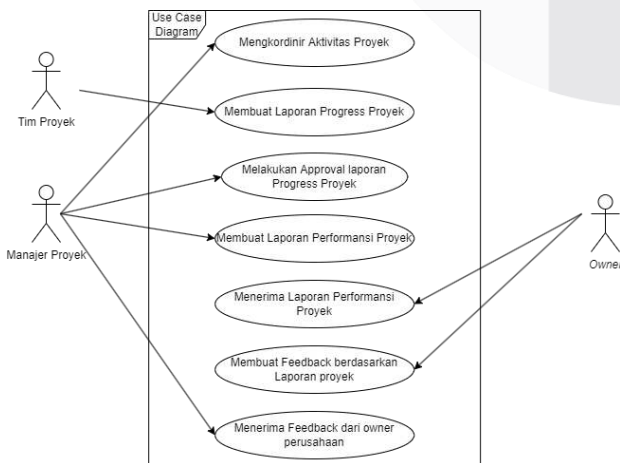 Use Case
Diagram
Mengkordinir Aktivitas Proyek
Tim Proyek
Membuat Laporan Progress Proyek
Melakukan Approval laporan
Progress Proyek
Manajer Proyek
Membuat Laporan Performansi Proyek
Owner
Menerima Laporan Performansi
Proyek
Membuat Feedback berdasarkan
Laporan proyek
Menerima Feedback dari owner
perusahaan